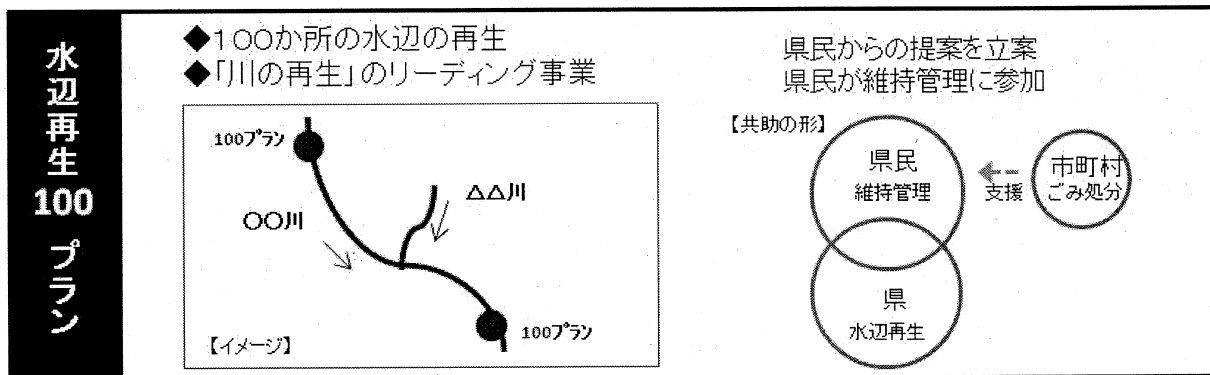 水辺再生100プラン
◆100か所の水辺の再生
◆「川の再生」のリーディング事業
100プラン
○○川
△△川
100プラン
【イメージ】
県民からの提案を立案
県民が維持管理に参加
【共助の形】
県民
維持管理
支援
市町村
ごみ処分
県
水辺再生